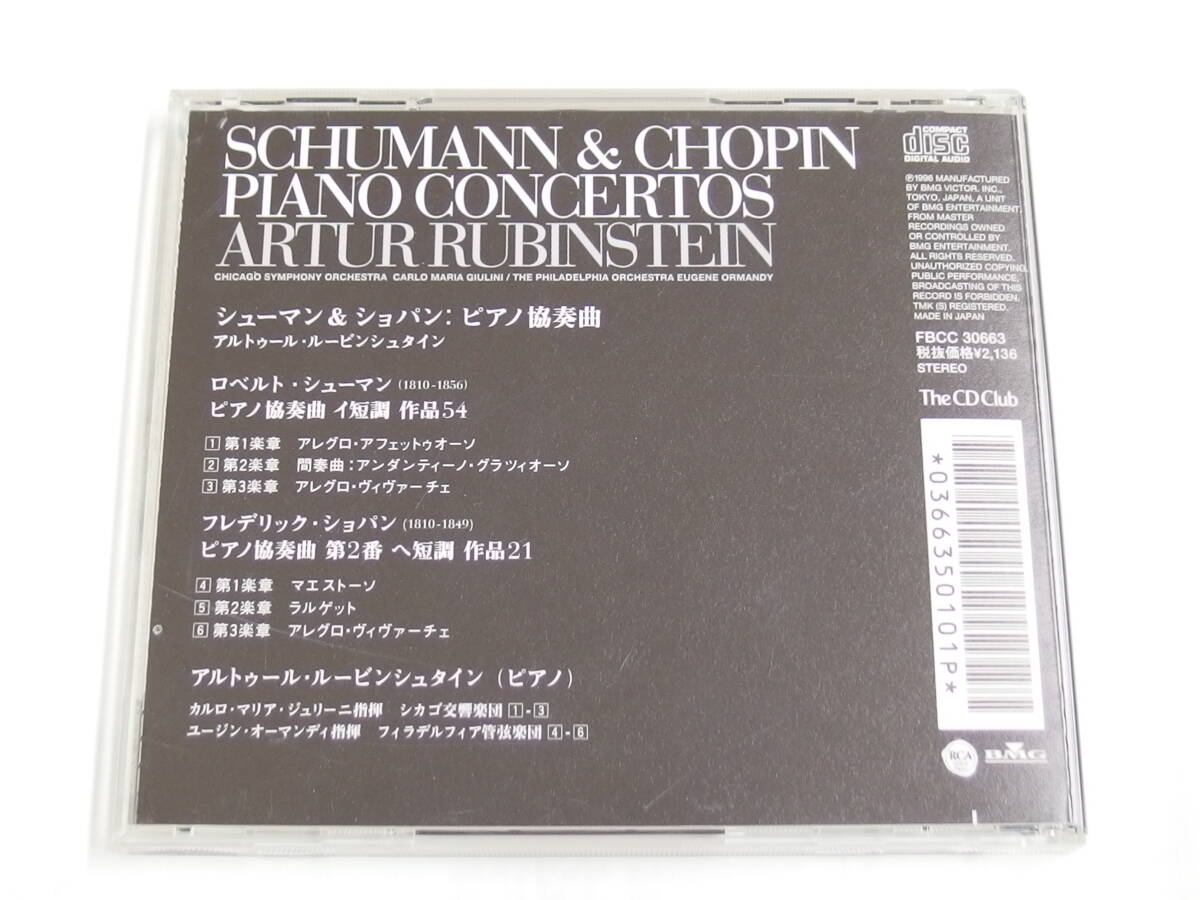 SCHUMANN & CHOPIN
PIANO CONCERTOS
ARTUR RUBINSTEIN
CHICAGO SYMPHONY ORCHESTRA CARLO MARIA GIULINI / THE PHILADELPHIA ORCHESTRA EUGENE ORMANDY
シューマン & ショパン: ピアノ協奏曲
アルトゥール・ルービンシュタイン
ロベルト・シューマン (1810-1856)
ピアノ協奏曲 イ短調 作品54
1 第1楽章 アレグロ・アフェットゥオーソ
2 第2楽章 間奏曲:アンダンティーノ・グラツィオーソ
3 第3楽章 アレグロ・ヴィヴァーチェ
フレデリック・ショパン (1810-1849)
ピアノ協奏曲 第2番 ヘ短調 作品21
4 第1楽章 マエストーソ
5 第2楽章 ラルゲット
6 第3楽章 アレグロ・ヴィヴァーチェ
アルトゥール・ルービンシュタイン (ピアノ)
カルロ・マリア・ジュリーニ指揮 シカゴ交響楽団 1-3
ユージン・オーマンディ指揮 フィラデルフィア管弦楽団 4-6
COMPACT
disc
DIGITAL AUDIO
℗1996 MANUFACTURED
BY BMG VICTOR. INC.,
TOKYO, JAPAN, A UNIT
OF BMG ENTERTAINMENT.
FROM MASTER
RECORDINGS OWNED
OR CONTROLLED BY
BMG ENTERTAINMENT.
ALL RIGHTS RESERVED.
UNAUTHORIZED COPYING,
PUBLIC PERFORMANCE,
BROADCASTING OF THIS
RECORD IS FORBIDDEN.
TMK (S) REGISTERED.
MADE IN JAPAN
FBCC 30663
税抜価格¥2,136
STEREO
The CD Club
*0366350101P*
RCA
BMG